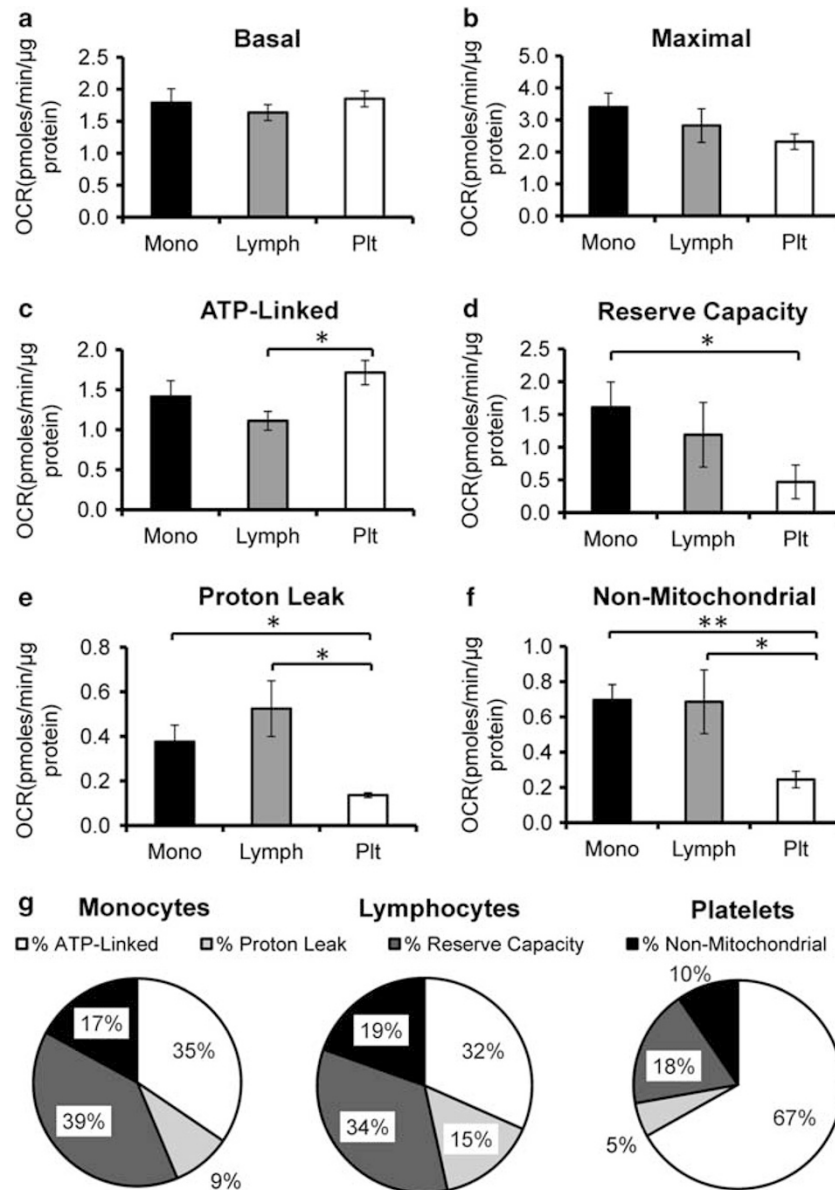 a
Basal
OCR(pmoles/min/µg
protein)
2.5
2.0
1.5
1.0
0.5
0.0
Mono Lymph Plt
b
Maximal
OCR(pmoles/min/µg
protein)
5.0
4.0
3.0
2.0
1.0
0.0
Mono Lymph Plt
c
ATP-Linked
OCR(pmoles/min/µg
protein)
2.0
1.5
1.0
0.5
0.0
*
Mono Lymph Plt
d
Reserve Capacity
OCR(pmoles/min/µg
protein)
2.5
2.0
1.5
1.0
0.5
0.0
*
Mono Lymph Plt
e
Proton Leak
OCR(pmoles/min/µg
protein)
0.8
0.6
0.4
0.2
0.0
*
*
Mono Lymph Plt
f
Non-Mitochondrial
OCR(pmoles/min/µg
protein)
1.0
0.8
0.6
0.4
0.2
0.0
**
*
Mono Lymph Plt
g
Monocytes Lymphocytes Platelets
% ATP-Linked % Proton Leak % Reserve Capacity % Non-Mitochondrial
17%
35%
39%
9%
19%
32%
34%
15%
10%
18%
67%
5%